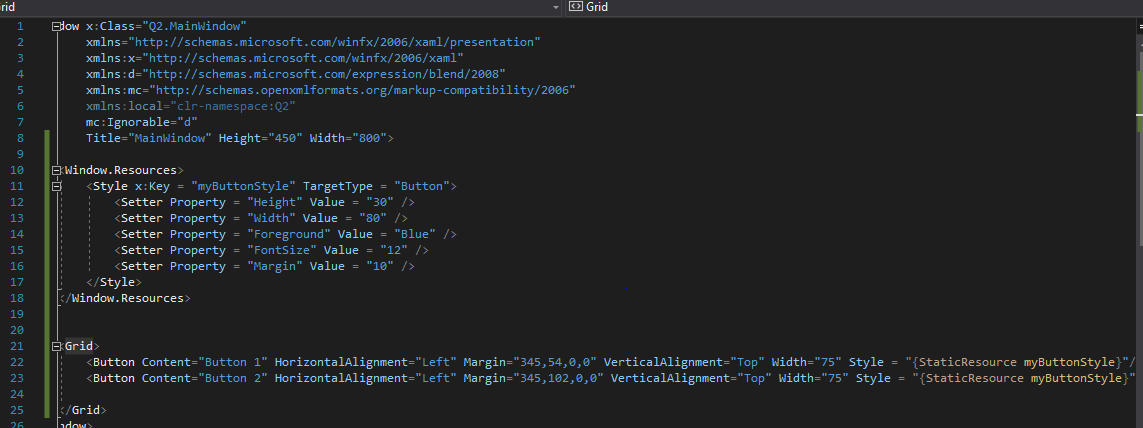 rid Grid
1 dow x:Class="Q2.MainWindow"
2 xmlns="http://schemas.microsoft.com/winfx/2006/xaml/presentation"
3 xmlns:x="http://schemas.microsoft.com/winfx/2006/xaml"
4 xmlns:d="http://schemas.microsoft.com/expression/blend/2008"
5 xmlns:mc="http://schemas.openxmlformats.org/markup-compatibility/2006"
6 xmlns:local="clr-namespace:Q2"
7 mc:Ignorable="d"
8 Title="MainWindow" Height="450" Width="800">
9
10 <Window.Resources>
11 <Style x:Key = "myButtonStyle" TargetType = "Button">
12 <Setter Property = "Height" Value = "30" />
13 <Setter Property = "Width" Value = "80" />
14 <Setter Property = "Foreground" Value = "Blue" />
15 <Setter Property = "FontSize" Value = "12" />
16 <Setter Property = "Margin" Value = "10" />
17 </Style>
18 </Window.Resources>
19
20
21 <Grid>
22 <Button Content="Button 1" HorizontalAlignment="Left" Margin="345,54,0,0" VerticalAlignment="Top" Width="75" Style = "{StaticResource myButtonStyle}"/
23 <Button Content="Button 2" HorizontalAlignment="Left" Margin="345,102,0,0" VerticalAlignment="Top" Width="75" Style = "{StaticResource myButtonStyle}"
24
25 </Grid>
26 ndow>